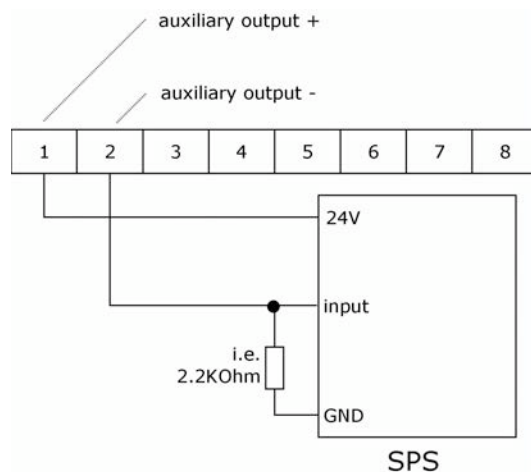 auxiliary output +
auxiliary output -
1 2 3 4 5 6 7 8
24V
input
i.e.
2.2KOhm
GND
SPS